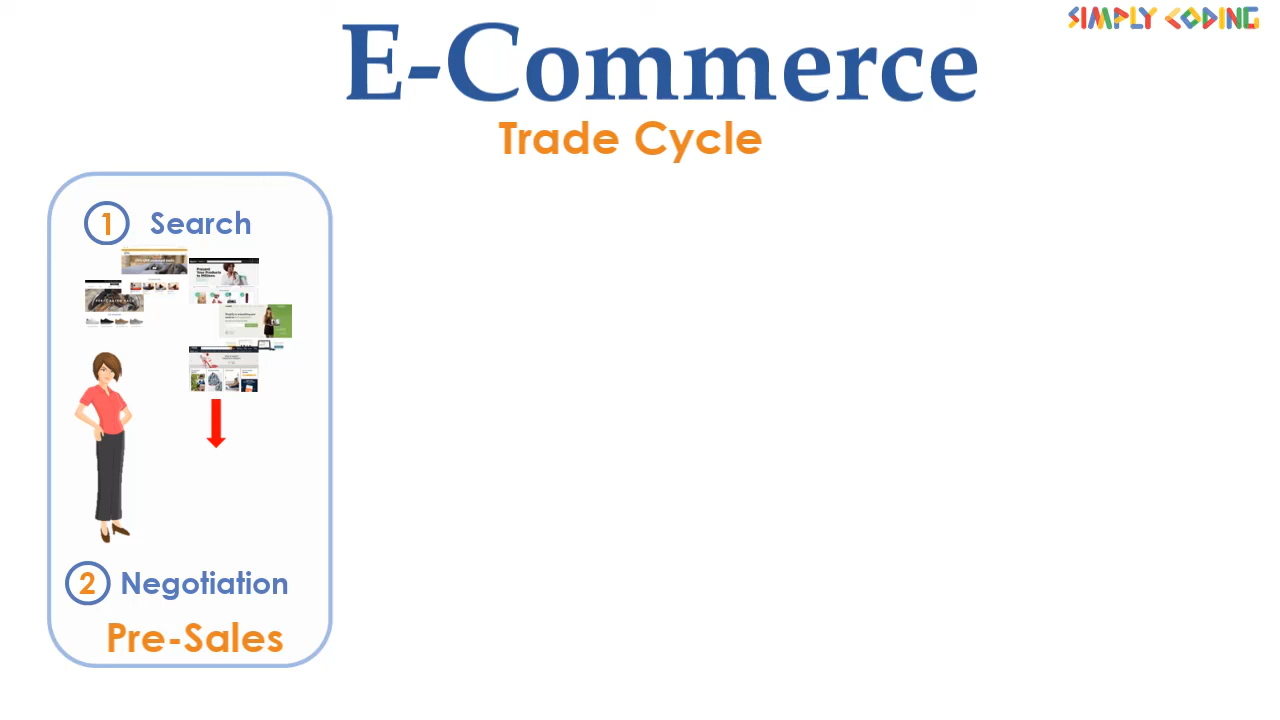 SIMPLY CODING
E-Commerce
Trade Cycle
1 Search
2 Negotiation
Pre-Sales